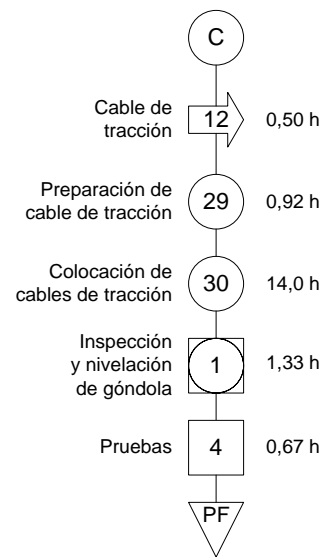 C
Cable de
tracción
12
0,50 h
Preparación de
cable de tracción
29
0,92 h
Colocación de
cables de tracción
30
14,0 h
Inspección
y nivelación
de góndola
1
1,33 h
Pruebas
4
0,67 h
PF